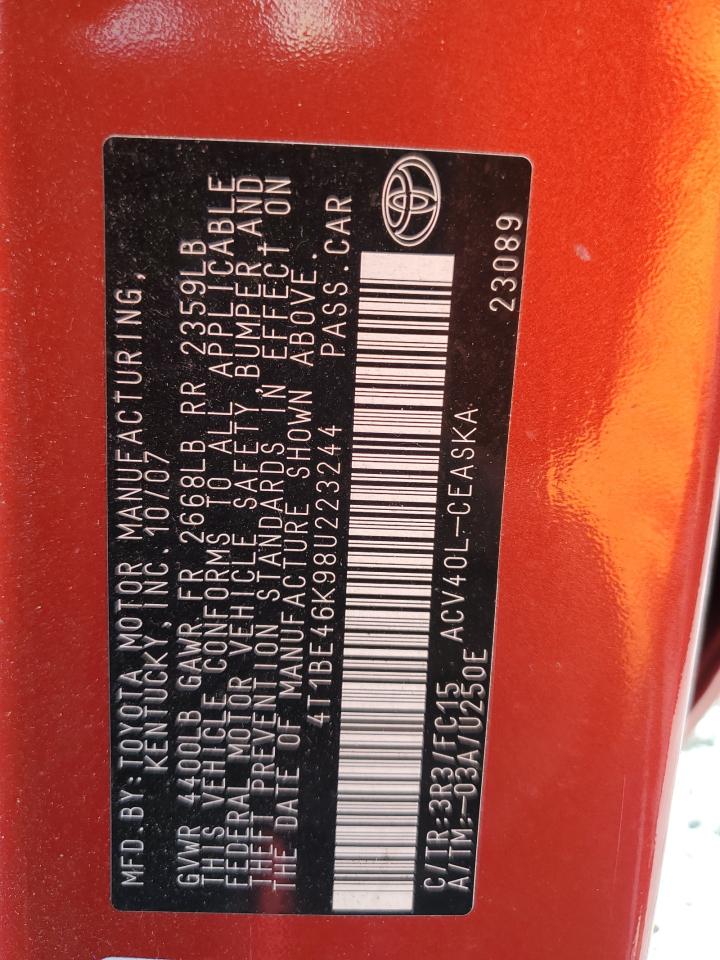 MFD.BY:TOYOTA MOTOR MANUFACTURING,
KENTUCKY,INC. 10/07
GVWR 4400LB GAWR FR 2668LB RR 2359LB
THIS VEHICLE CONFORMS TO ALL APPLICABLE
FEDERAL MOTOR VEHICLE SAFETY,BUMPER,AND
THEFT PREVENTION STANDARDS IN EFFECT ON
THE DATE OF MANUFACTURE SHOWN ABOVE.
4T1BE46K98U223244 PASS.CAR
C/TR:3R3/FC15 ACV40L-CEASKA
A/TM:-03A/U250E 23089